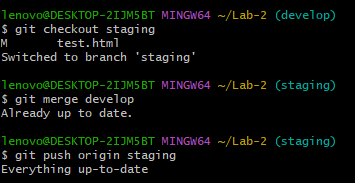 lenovo@DESKTOP-2IJM5BT MINGW64 ~/Lab-2 (develop)
$ git checkout staging
M       test.html
Switched to branch 'staging'
lenovo@DESKTOP-2IJM5BT MINGW64 ~/Lab-2 (staging)
$ git merge develop
Already up to date.
lenovo@DESKTOP-2IJM5BT MINGW64 ~/Lab-2 (staging)
$ git push origin staging
Everything up-to-date